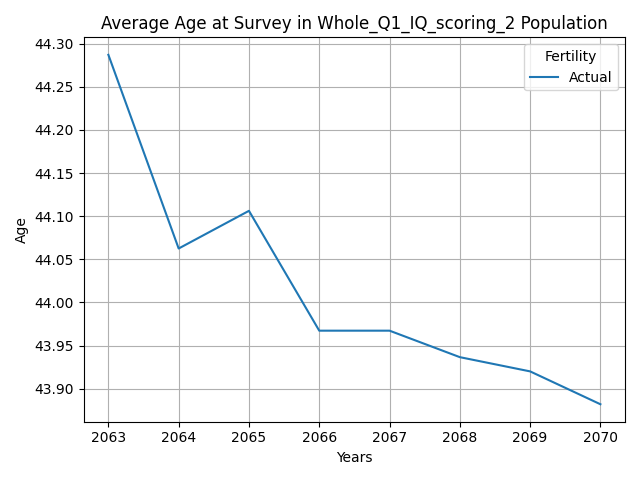 Average Age at Survey in Whole_Q1_IQ_scoring_2 Population
Fertility
Actual
Age
44.30
44.25
44.20
44.15
44.10
44.05
44.00
43.95
43.90
2063 2064 2065 2066 2067 2068 2069 2070
Years